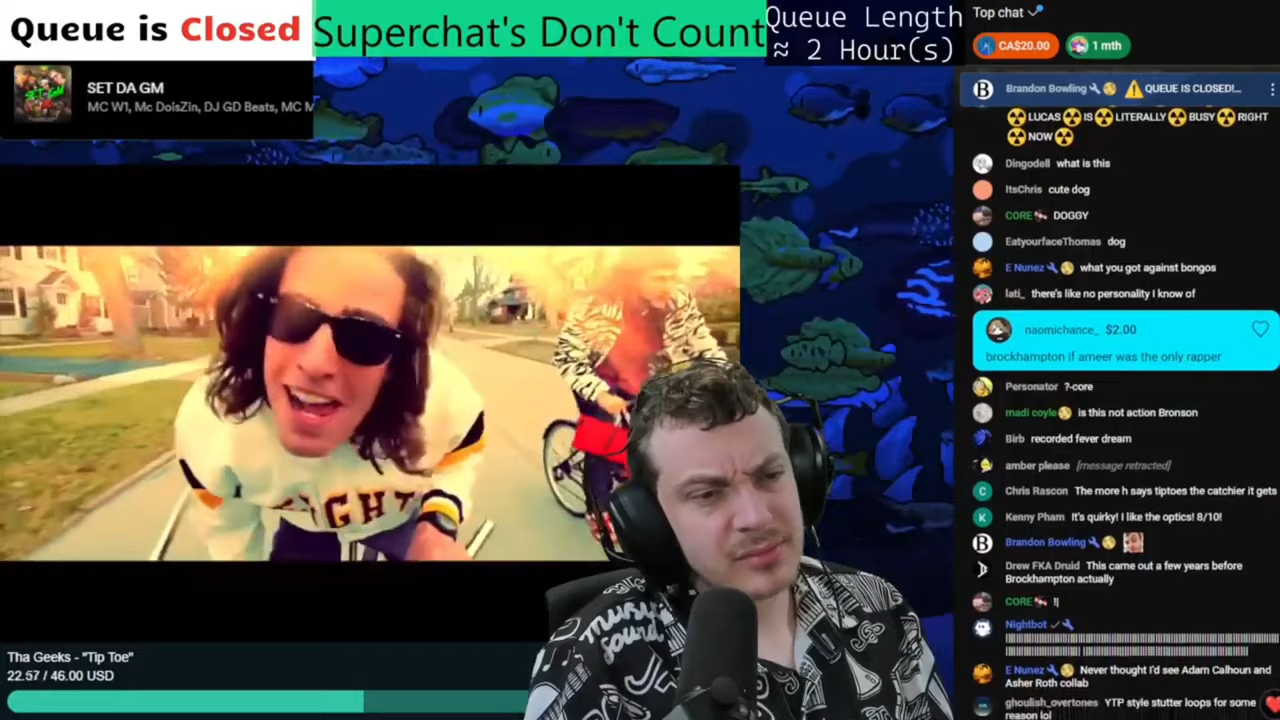 Queue is Closed
Superchat's Don't Count
Queue Length
≈ 2 Hour(s)
SET DA GM
MC W1, Mc DoisZin, DJ GD Beats, MC M
Tha Geeks - "Tip Toe"
22.57 / 46.00 USD
music
sound
Top chat
CA$20.00
1 mth
Brandon Bowling QUEUE IS CLOSED!...
LUCAS IS LITERALLY BUSY RIGHT
NOW
Dingodell what is this
ItsChris cute dog
CORE DOGGY
EatyourfaceThomas dog
E Nunez what you got against bongos
lati_ there's like no personality I know of
naomichance_ $2.00
brockhampton if ameer was the only rapper
Personator ?-core
madi coyle is this not action Bronson
Birb recorded fever dream
amber please [message retracted]
Chris Rascon The more h says tiptoes the catchier it gets
Kenny Pham It's quirky! I like the optics! 8/10!
Brandon Bowling
Drew FKA Druid This came out a few years before
Brockhampton actually
CORE
Nightbot
E Nunez Never thought I'd see Adam Calhoun and
Asher Roth collab
ghoulish_overtones YTP style stutter loops for some
reason lol